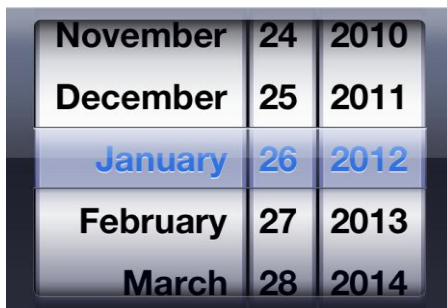 November 24 2010
December 25 2011
January 26 2012
February 27 2013
March 28 2014